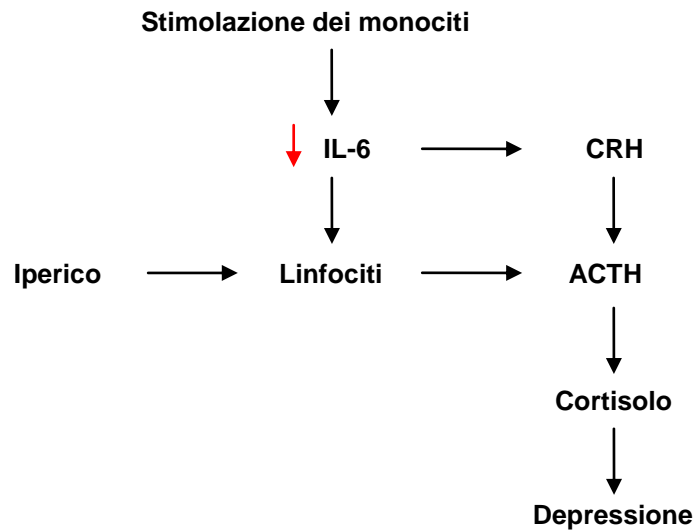 Stimolazione dei monociti
IL-6 CRH
Iperico Linfociti ACTH
Cortisolo
Depressione